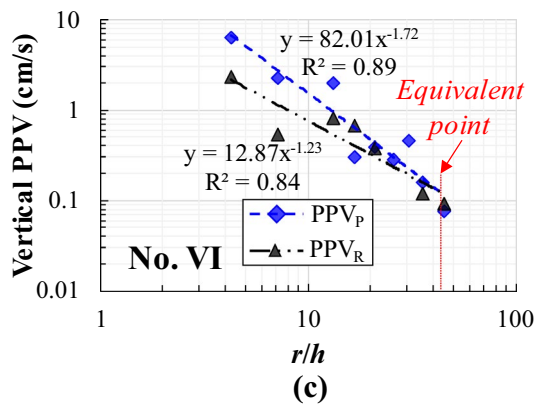 10
1
0.1
0.01
Vertical PPV (cm/s)
y = 82.01x^-1.72
R² = 0.89
Equivalent
point
y = 12.87x^-1.23
R² = 0.84
PPV_P
PPV_R
No. VI
1
10
100
r/h
(c)